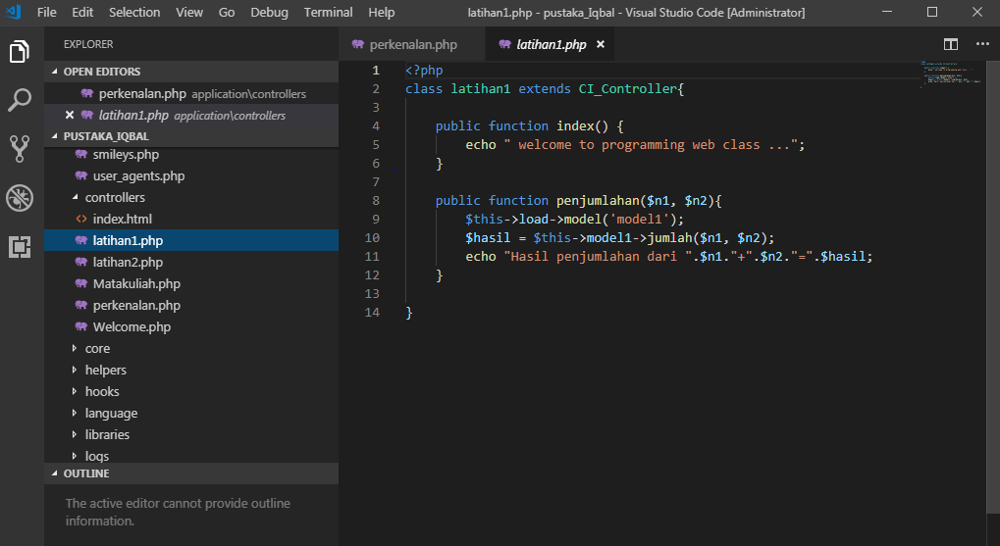 File Edit Selection View Go Debug Terminal Help latihan1.php - pustaka_Iqbal - Visual Studio Code [Administrator]
EXPLORER
OPEN EDITORS
perkenalan.php application\controllers
latihan1.php application\controllers
PUSTAKA_IQBAL
smileys.php
user_agents.php
controllers
index.html
latihan1.php
latihan2.php
Matakuliah.php
perkenalan.php
Welcome.php
core
helpers
hooks
language
libraries
logs
OUTLINE
The active editor cannot provide outline
information.
perkenalan.php latihan1.php
1 <?php
2 class latihan1 extends CI_Controller{
3
4 public function index() {
5 echo " welcome to programming web class ...";
6 }
7
8 public function penjumlahan($n1, $n2){
9 $this->load->model('model1');
10 $hasil = $this->model1->jumlah($n1, $n2);
11 echo "Hasil penjumlahan dari ".$n1."+".$n2."=".$hasil;
12 }
13
14 }